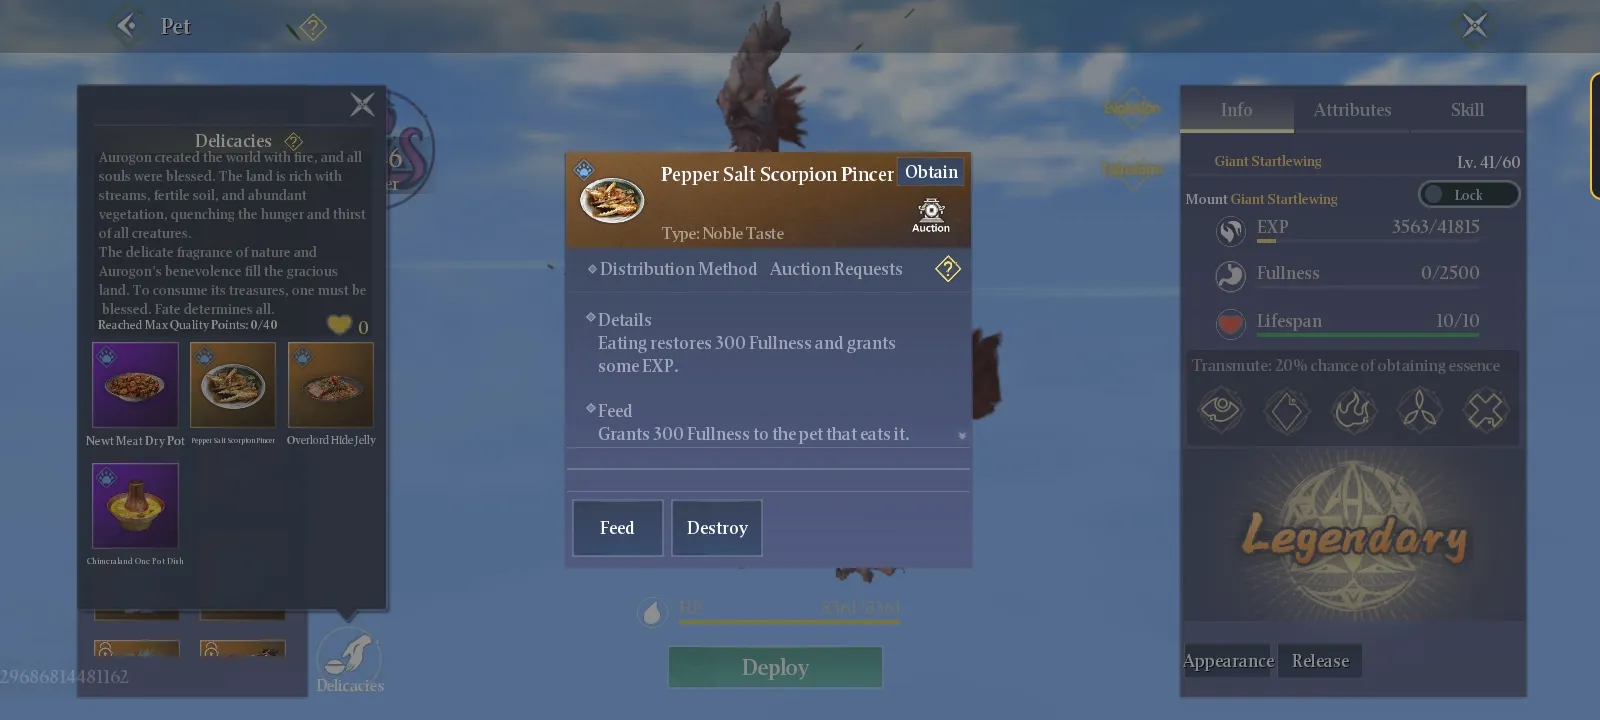 Pet
Delicacies
Aurogon created the world with fire, and all
souls were blessed. The land is rich with
streams, fertile soil, and abundant
vegetation, quenching the hunger and thirst
of all creatures.
The delicate fragrance of nature and
Aurogon's benevolence fill the gracious
land. To consume its treasures, one must be
blessed. Fate determines all.
Reached Max Quality Points: 0/40
0
Newt Meat Dry Pot
Pepper Salt Scorpion Pincer
Overlord Hide Jelly
Chimeraland One Pot Dish
29686814481162
Delicacies
Pepper Salt Scorpion Pincer
Obtain
Type: Noble Taste
Auction
Distribution Method Auction Requests
Details
Eating restores 300 Fullness and grants
some EXP.
Feed
Grants 300 Fullness to the pet that eats it.
Feed
Destroy
HP
Deploy
Info
Attributes
Skill
Giant Startlewing
Lv. 41/60
Mount Giant Startlewing
Lock
EXP
3563/41815
Fullness
0/2500
Lifespan
10/10
Transmute: 20% chance of obtaining essence
Legendary
Appearance
Release